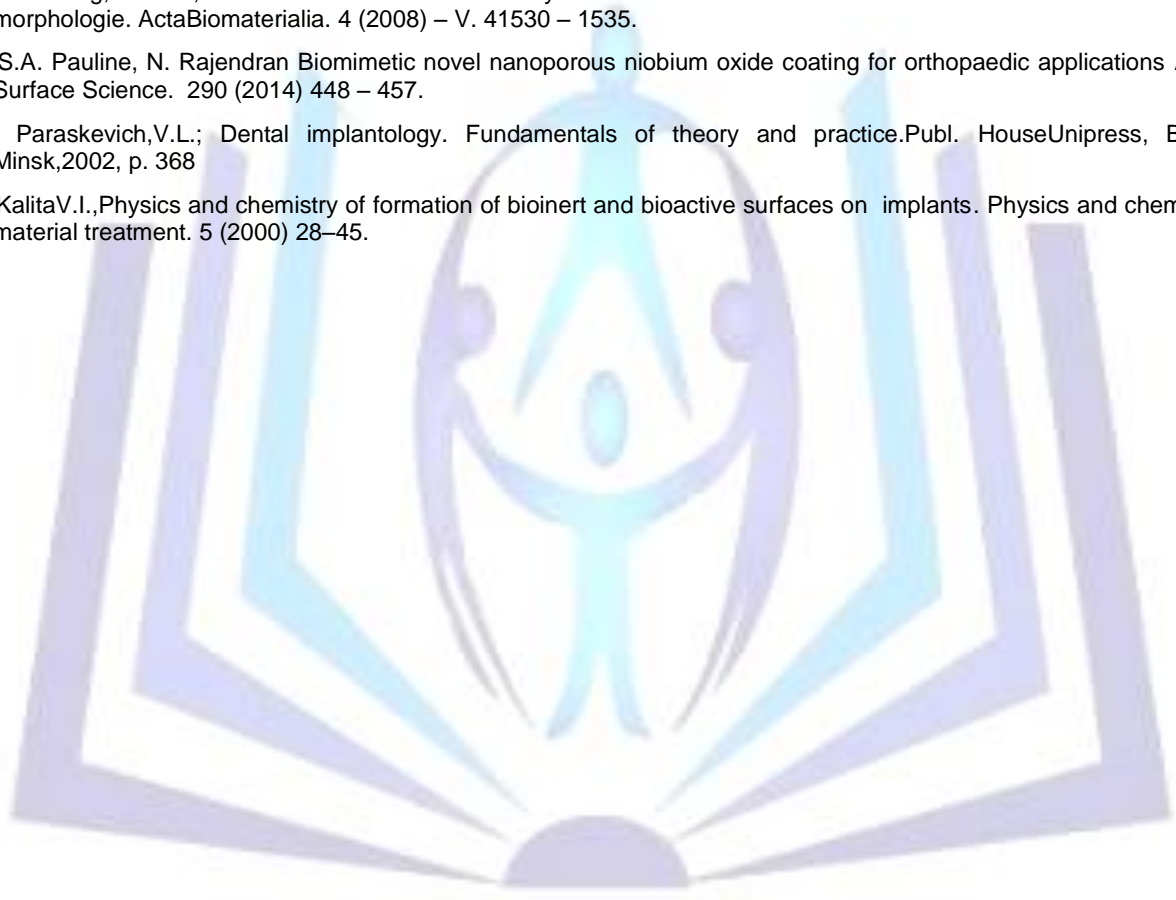 morphologie. ActaBiomaterialia. 4 (2008) – V. 41530 – 1535.
S.A. Pauline, N. Rajendran Biomimetic novel nanoporous niobium oxide coating for orthopaedic applications
Surface Science. 290 (2014) 448 – 457.
Paraskevich,V.L.; Dental implantology. Fundamentals of theory and practice.Publ. HouseUnipress,
Minsk,2002, p. 368
KalitaV.I.,Physics and chemistry of formation of bioinert and bioactive surfaces on implants. Physics and
material treatment. 5 (2000) 28–45.